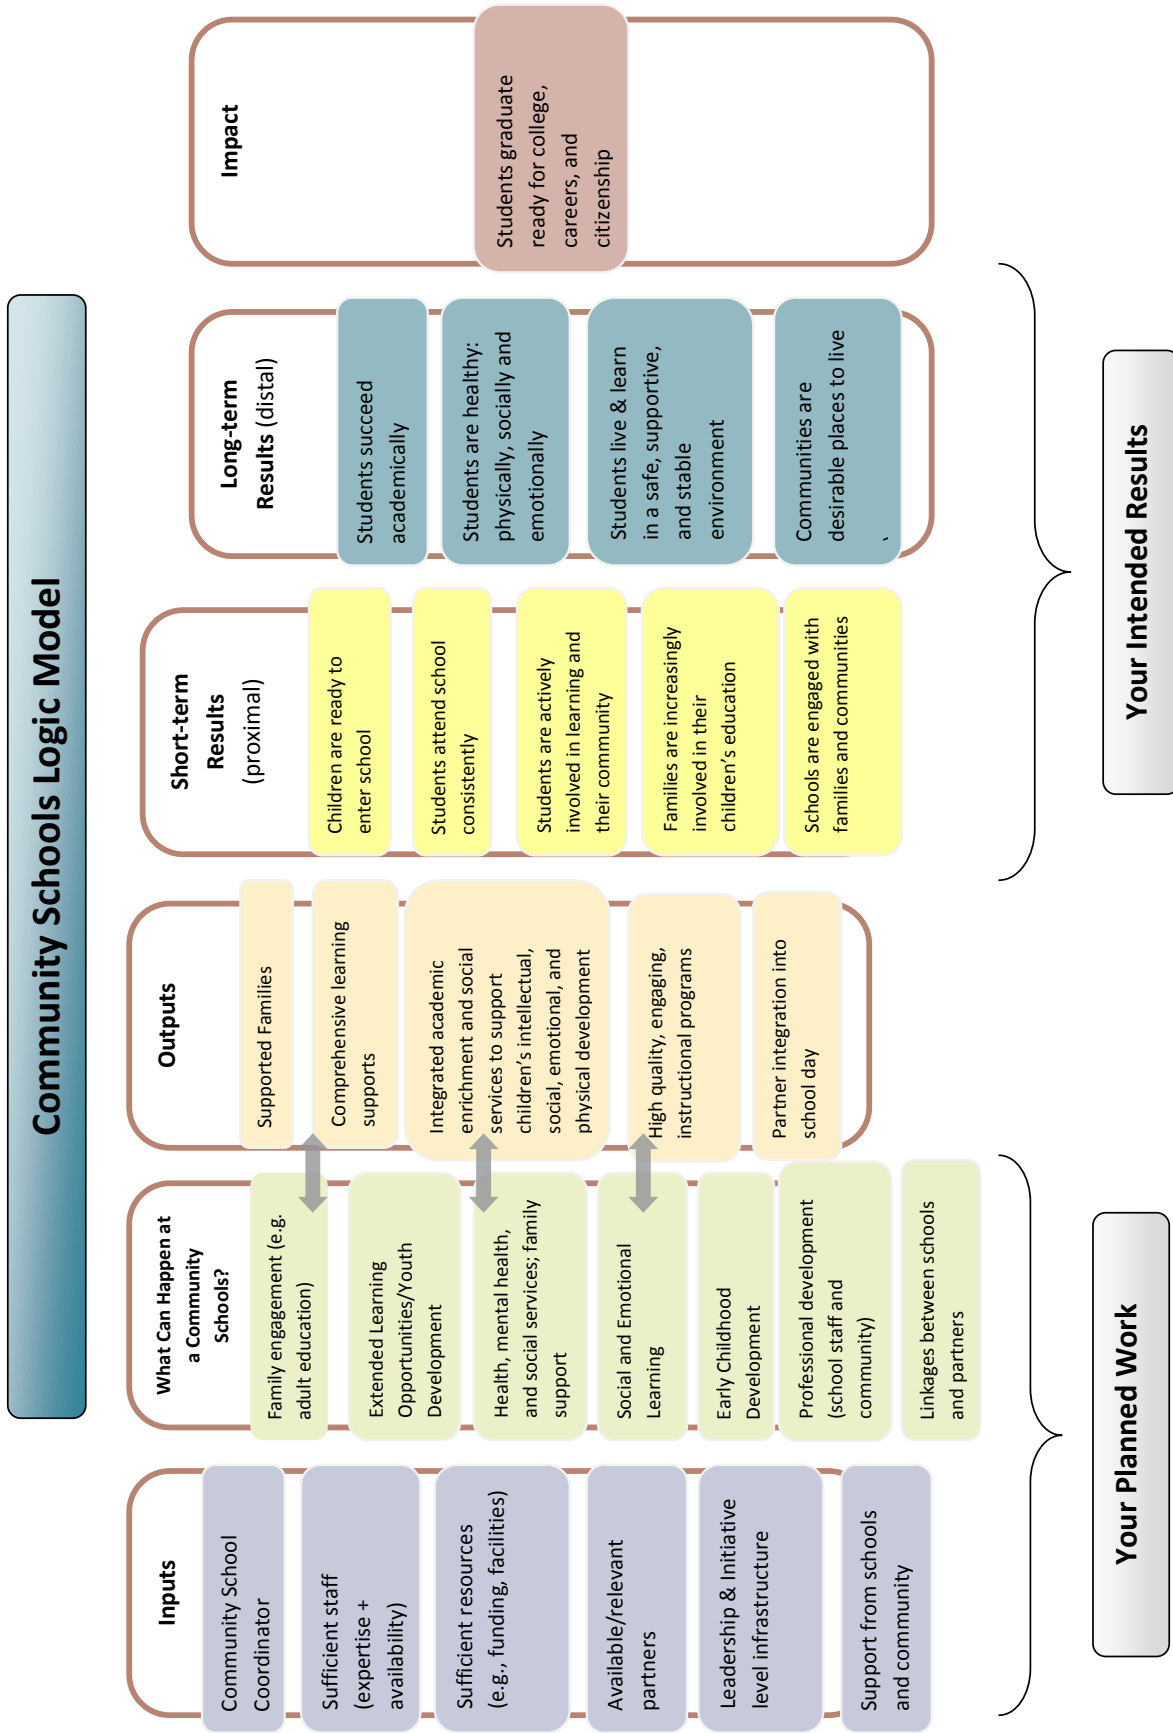 Community Schools Logic Model
Inputs
Community School
Coordinator
Sufficient staff
(expertise +
availability)
Sufficient resources
(e.g., funding, facilities)
Available/relevant
partners
Leadership & Initiative
level infrastructure
Support from schools
and community
What Can Happen at
a Community
Schools?
Family engagement (e.g.
adult education)
Extended Learning
Opportunities/Youth
Development
Health, mental health,
and social services; family
support
Social and Emotional
Learning
Early Childhood
Development
Professional development
(school staff and
community)
Linkages between schools
and partners
Outputs
Supported Families
Comprehensive learning
supports
Integrated academic
enrichment and social
services to support
children’s intellectual,
social, emotional, and
physical development
High quality, engaging,
instructional programs
Partner integration into
school day
Short-term
Results
(proximal)
Children are ready to
enter school
Students attend school
consistently
Students are actively
involved in learning and
their community
Families are increasingly
involved in their
children’s education
Schools are engaged with
families and communities
Long-term
Results (distal)
Students succeed
academically
Students are healthy:
physically, socially and
emotionally
Students live & learn
in a safe, supportive,
and stable
environment
Communities are
desirable places to live
Impact
Students graduate
ready for college,
careers, and
citizenship
Your Planned Work
Your Intended Results